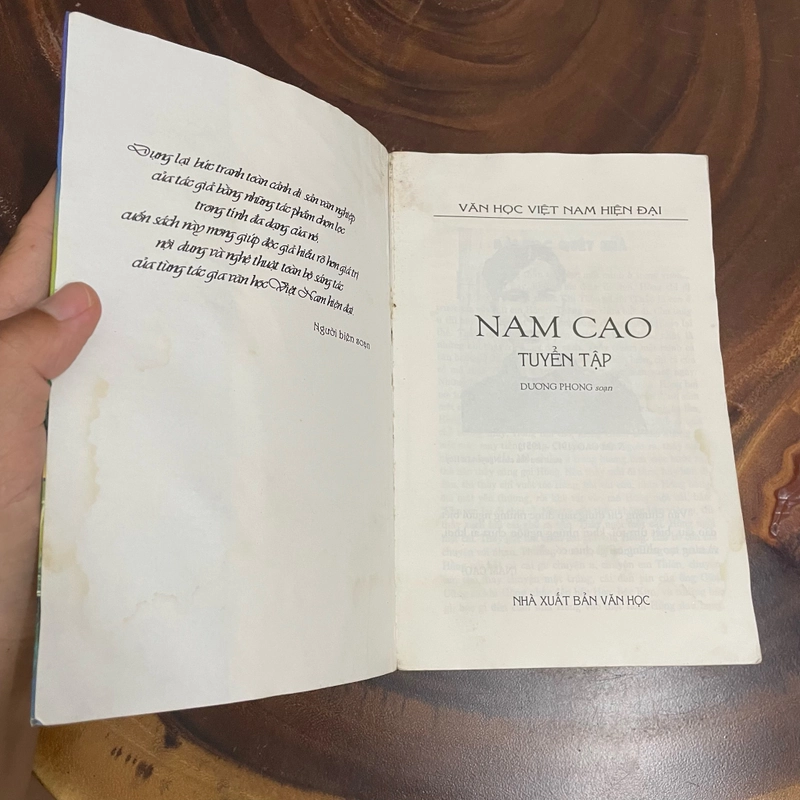 Dựng lại bức tranh toàn cảnh di sản văn nghiệp
của tác giả bằng những tác phẩm chọn lọc
trong tính đa dạng của nó,
cuốn sách này mong giúp độc giả hiểu rõ hơn giá trị
nội dung và nghệ thuật toàn bộ sáng tác
của từng tác gia văn học Việt Nam hiện đại
Người biên soạn
VĂN HỌC VIỆT NAM HIỆN ĐẠI
NAM CAO
TUYỂN TẬP
DƯƠNG PHONG soạn
NHÀ XUẤT BẢN VĂN HỌC